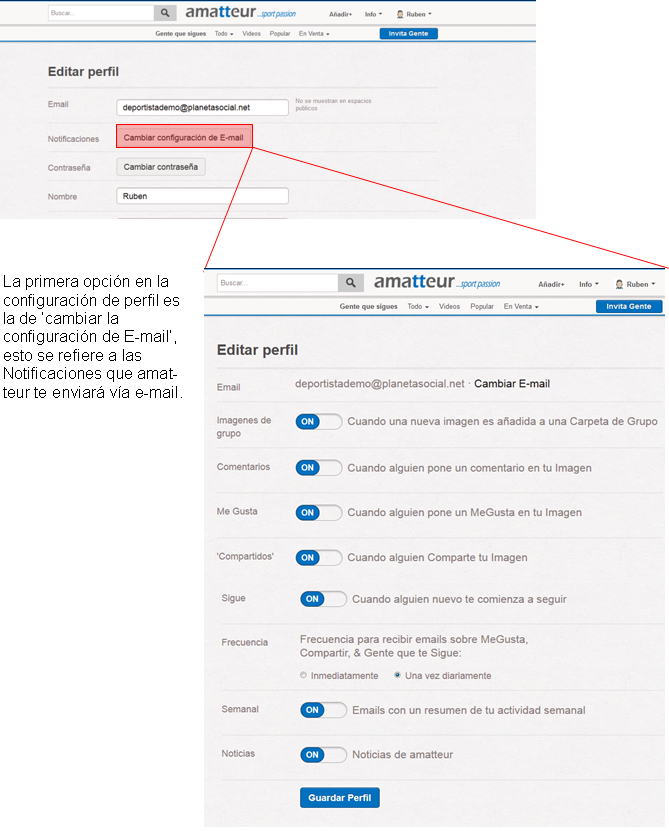 Buscar...
amatteur ...sport passion
Añadir+ Info Ruben
Gente que sigues Todo Videos Popular En Venta Invita Gente
Editar perfil
Email deportistademo@planetasocial.net No se muestran en espacios
publicos
Notificaciones Cambiar configuración de E-mail
Contraseña Cambiar contraseña
Nombre Ruben
La primera opción en la
configuración de perfil es
la de ‘cambiar la
configuración de E-mail’,
esto se refiere a las
Notificaciones que amat-
teur te enviará vía e-mail.
Buscar...
amatteur ...sport passion
Añadir+ Info Ruben
Gente que sigues Todo Videos Popular En Venta Invita Gente
Editar perfil
Email deportistademo@planetasocial.net · Cambiar E-mail
Imagenes de
grupo ON Cuando una nueva imagen es añadida a una Carpeta de Grupo
Comentarios ON Cuando alguien pone un comentario en tu Imagen
Me Gusta ON Cuando alguien pone un MeGusta en tu Imagen
'Compartidos' ON Cuando alguien Comparte tu Imagen
Sigue ON Cuando alguien nuevo te comienza a seguir
Frecuencia Frecuencia para recibir emails sobre MeGusta,
Compartir, & Gente que te Sigue:
Inmediatamente Una vez diariamente
Semanal ON Emails con un resumen de tu actividad semanal
Noticias ON Noticias de amatteur
Guardar Perfil